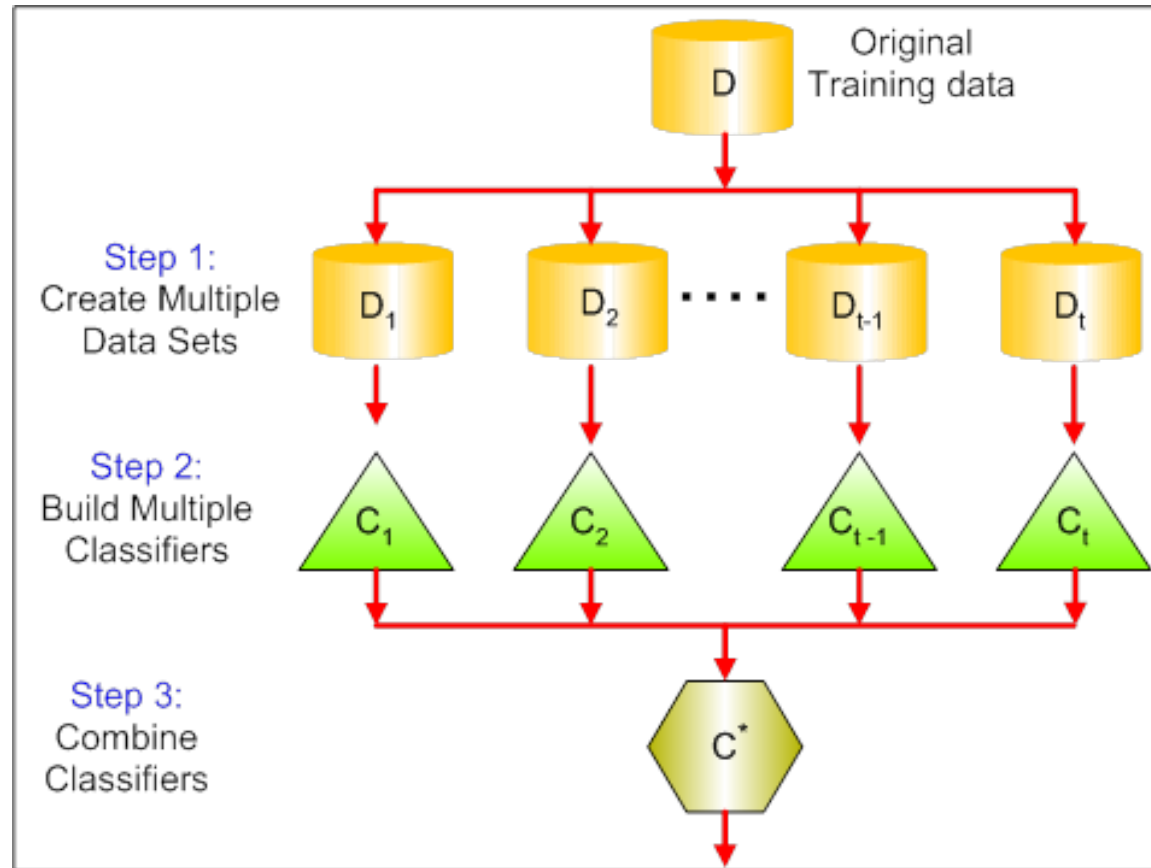 D
Original
Training data
Step 1:
Create Multiple
Data Sets
D₁
D₂
....
Dₜ₋₁
Dₜ
Step 2:
Build Multiple
Classifiers
C₁
C₂
Cₜ₋₁
Cₜ
Step 3:
Combine
Classifiers
C*